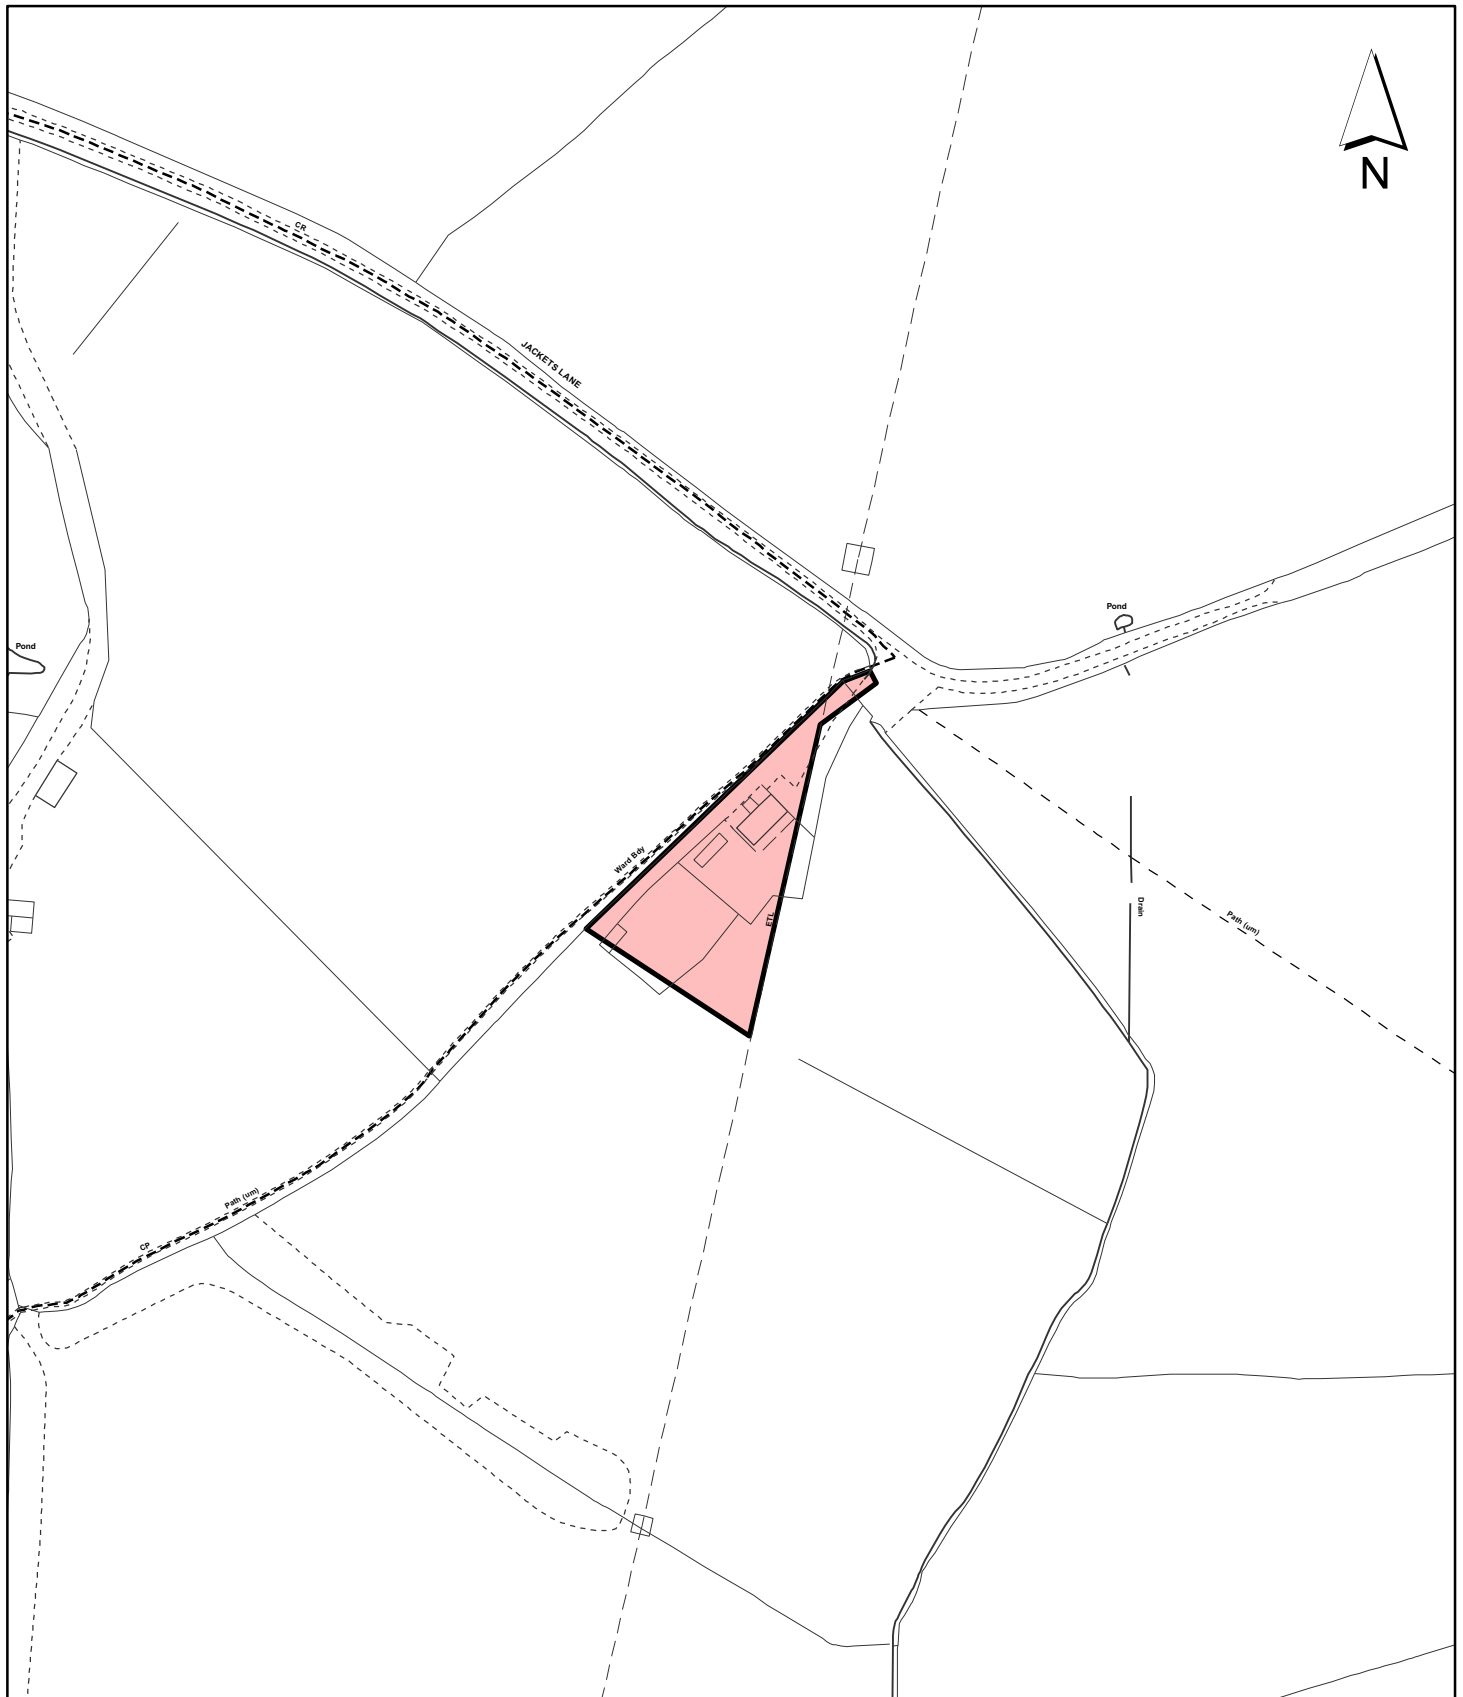 N
CR
JACKETS LANE
Pond
Pond
Ward Bdy
Drain
ETL
Path (um)
Path (um)
CP